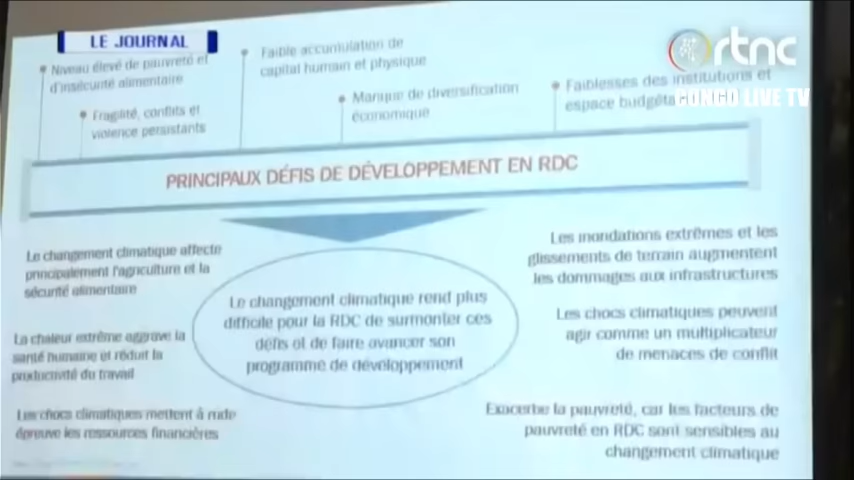 LE JOURNAL
rtnc
CONGO LIVE TV
Niveau élevé de pauvreté et
d'insécurité alimentaire
Fragilité, conflits et
violence persistants
Faible accumulation de
capital humain et physique
Manque de diversification
économique
Faiblesses des institutions et
espace
PRINCIPAUX DÉFIS DE DÉVELOPPEMENT EN RDC
Le changement climatique affecte
principalement l'agriculture et la
sécurité alimentaire
La chaleur extrême aggrave la
santé humaine et réduit la
productivité du travail
Les chocs climatiques mettent à rude
épreuve les ressources financières
Le changement climatique rend plus
difficile pour la RDC de surmonter ces
défis et de faire avancer son
programme de développement
Les inondations extrêmes et les
glissements de terrain augmentent
les dommages aux infrastructures
Les chocs climatiques peuvent
agir comme un multiplicateur
de menaces de conflit
Exacerbe la pauvreté, car les facteurs de
pauvreté en RDC sont sensibles au
changement climatique